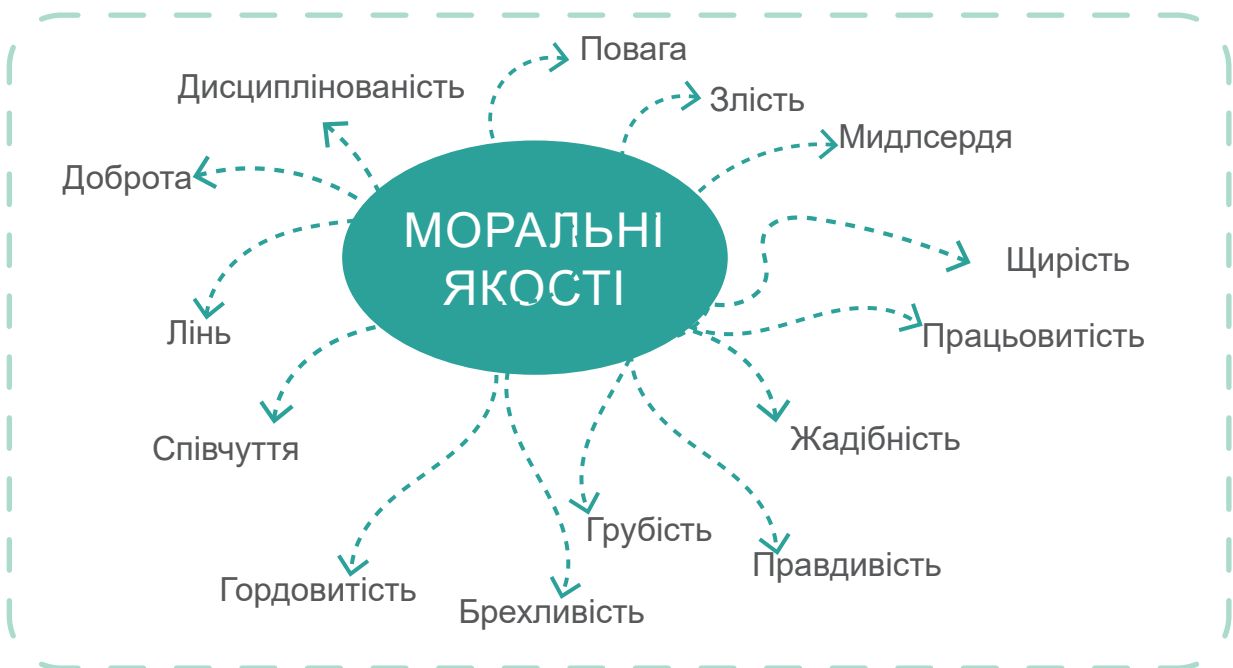 Повага
Дисциплінованість
Злість
Мидлсердя
Доброта
МОРАЛЬНІ
ЯКОСТІ
Щирість
Лінь
Працьовитість
Співчуття
Жадібність
Грубість
Правдивість
Гордовитість
Брехливість